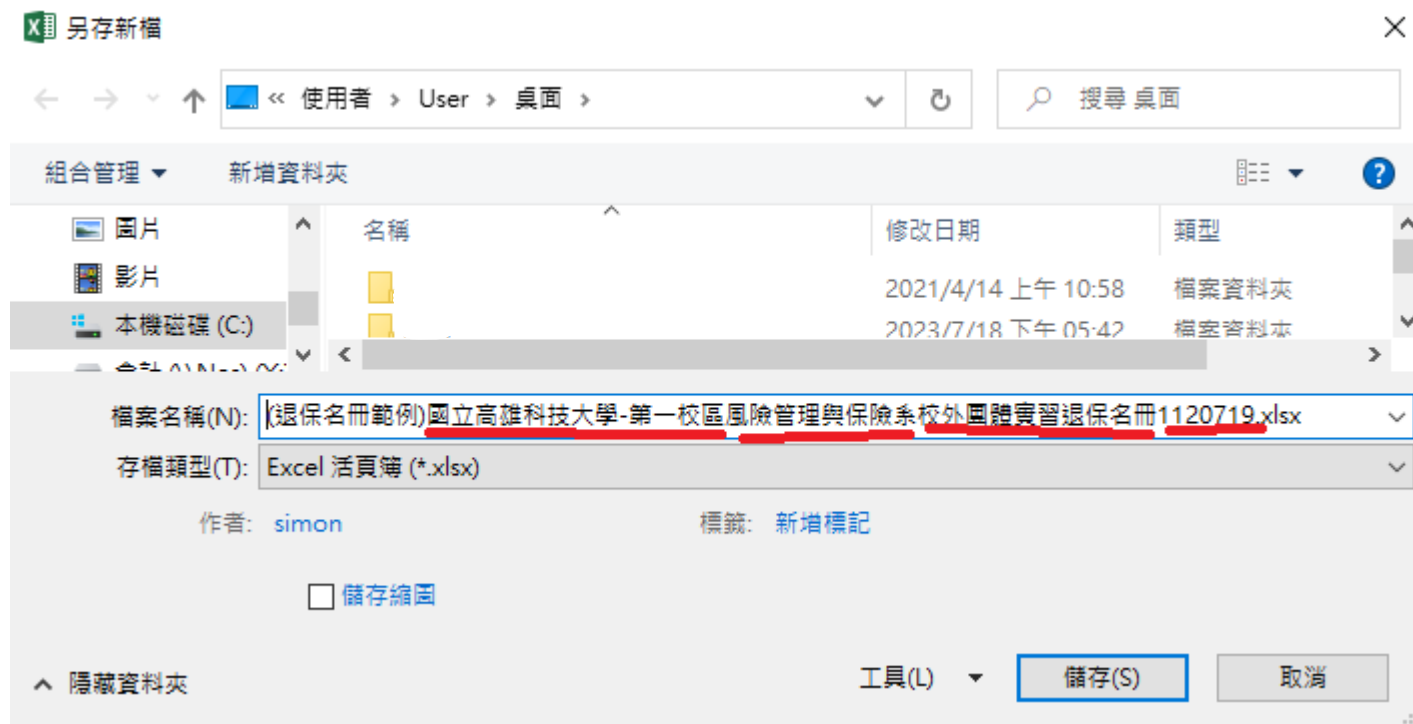 另存新檔
« 使用者 › User › 桌面 ›
搜尋 桌面
組合管理 新增資料夾
圖片
影片
本機磁碟 (C:)
名稱 修改日期 類型
2021/4/14 上午 10:58 檔案資料夾
2023/7/18 下午 05:42 檔案資料夾
檔案名稱(N): (退保名冊範例)國立高雄科技大學-第一校區風險管理與保險系校外團體實習退保名冊1120719.xlsx
存檔類型(T): Excel 活頁簿 (*.xlsx)
作者: simon 標籤: 新增標記
儲存縮圖
隱藏資料夾
工具(L) 儲存(S) 取消